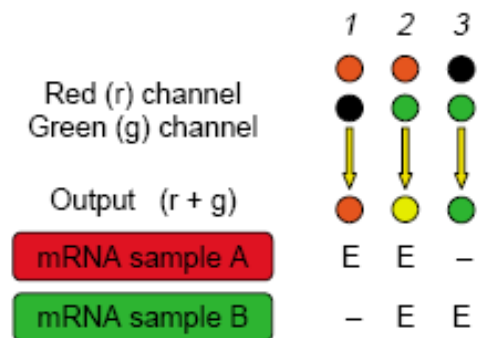 1 2 3
Red (r) channel
Green (g) channel
Output (r + g)
mRNA sample A E E –
mRNA sample B – E E